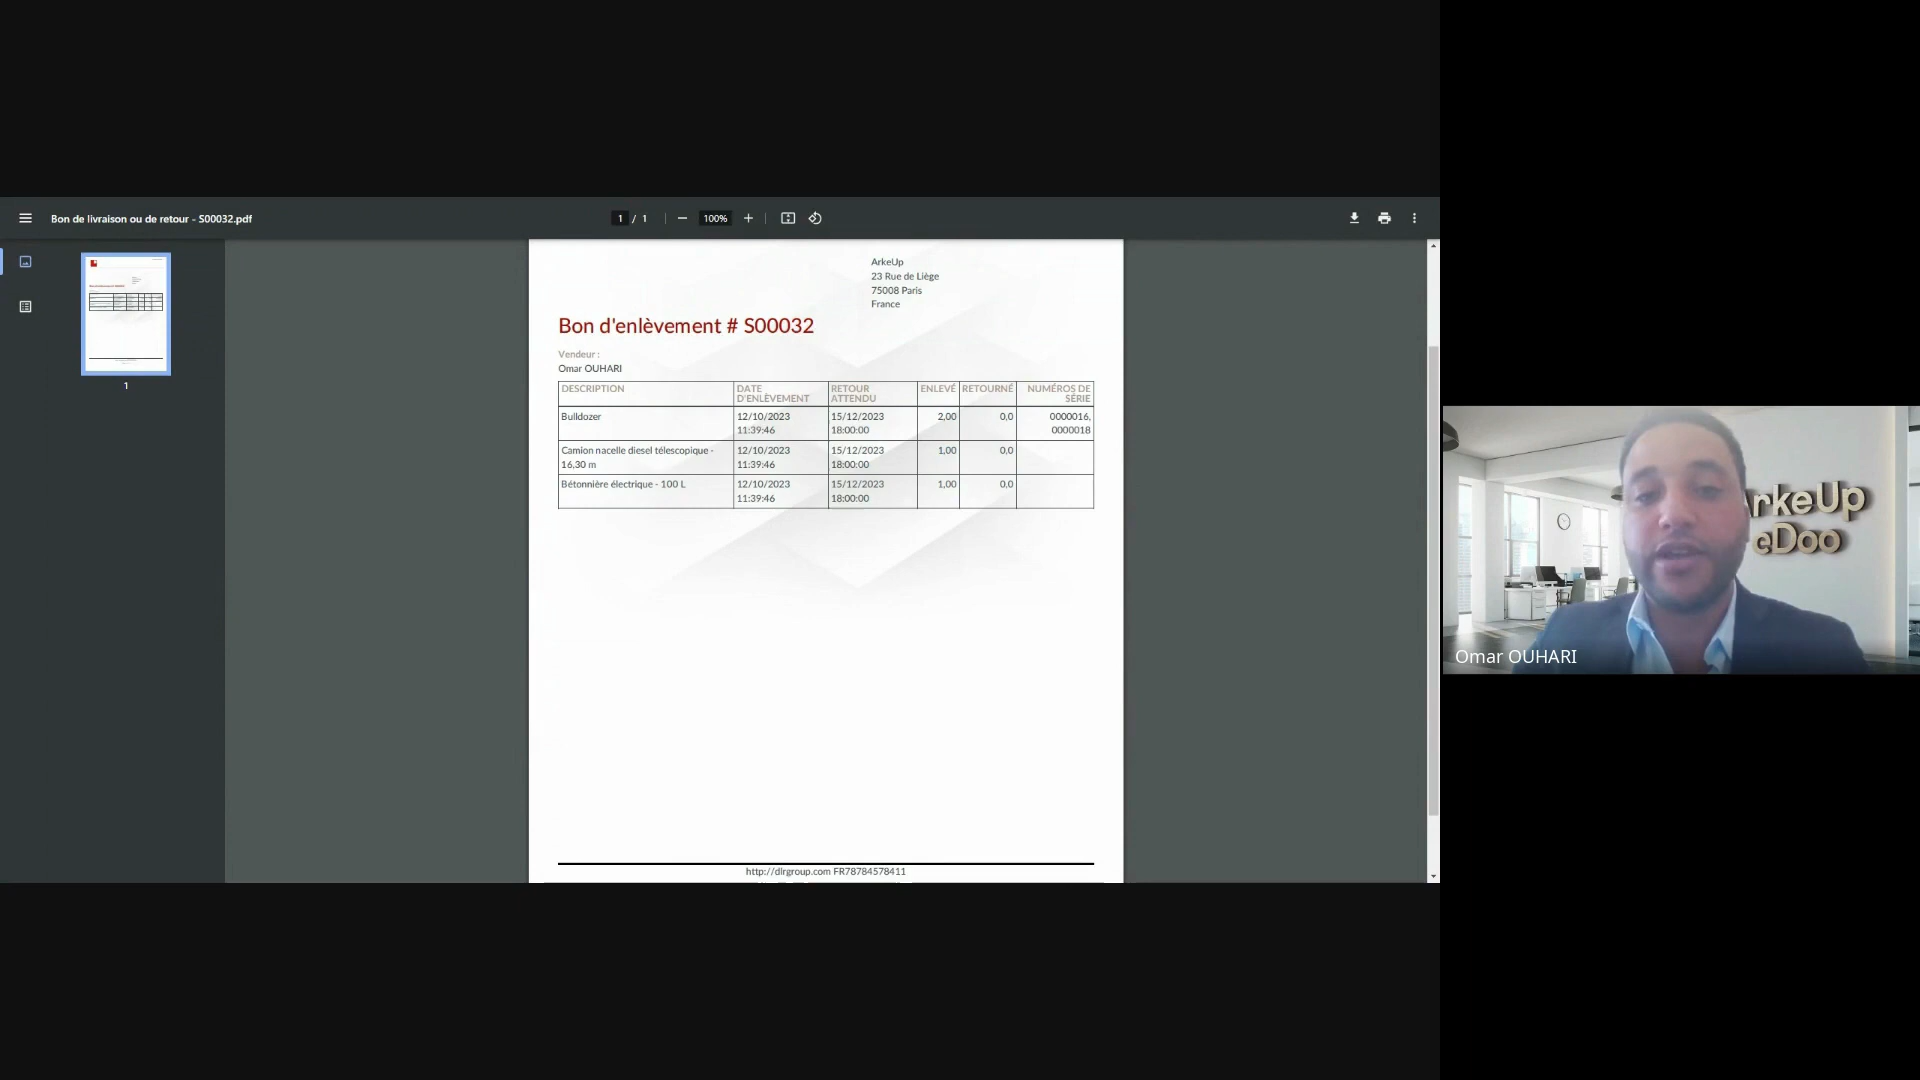 Bon de livraison ou de retour - S00032.pdf
1 / 1
100%
1
ArkeUp
23 Rue de Liège
75008 Paris
France
Bon d'enlèvement # S00032
Vendeur :
Omar OUHARI
DESCRIPTION DATE D'ENLÈVEMENT RETOUR ATTENDU ENLEVÉ RETOURNÉ NUMÉROS DE SÉRIE
Bulldozer 12/10/2023 11:39:46 15/12/2023 18:00:00 2,00 0,0 0000016, 0000018
Camion nacelle diesel télescopique - 16,30 m 12/10/2023 11:39:46 15/12/2023 18:00:00 1,00 0,0
Bétonnière électrique - 100 L 12/10/2023 11:39:46 15/12/2023 18:00:00 1,00 0,0
http://dlrgroup.com FR78784578411
rkeUp
eDoo
Omar OUHARI